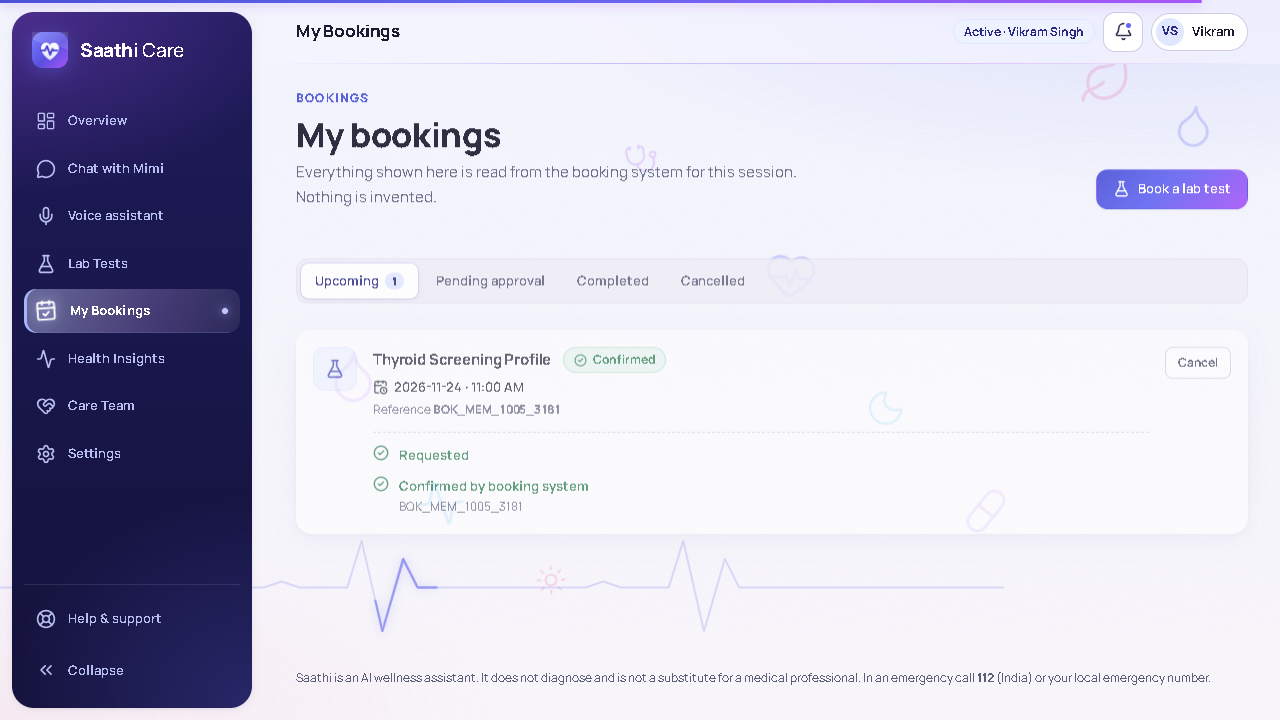 Saathi Care
Overview
Chat with Mimi
Voice assistant
Lab Tests
My Bookings
Health Insights
Care Team
Settings
Help & support
Collapse
My Bookings
Active · Vikram Singh
VS
Vikram
BOOKINGS
My bookings
Everything shown here is read from the booking system for this session.
Nothing is invented.
Book a lab test
Upcoming 1
Pending approval
Completed
Cancelled
Thyroid Screening Profile
Confirmed
Cancel
2026-11-24 · 11:00 AM
Reference BOK_MEM_1005_3181
Requested
Confirmed by booking system
BOK_MEM_1005_3181
Saathi is an AI wellness assistant. It does not diagnose and is not a substitute for a medical professional. In an emergency call 112 (India) or your local emergency number.